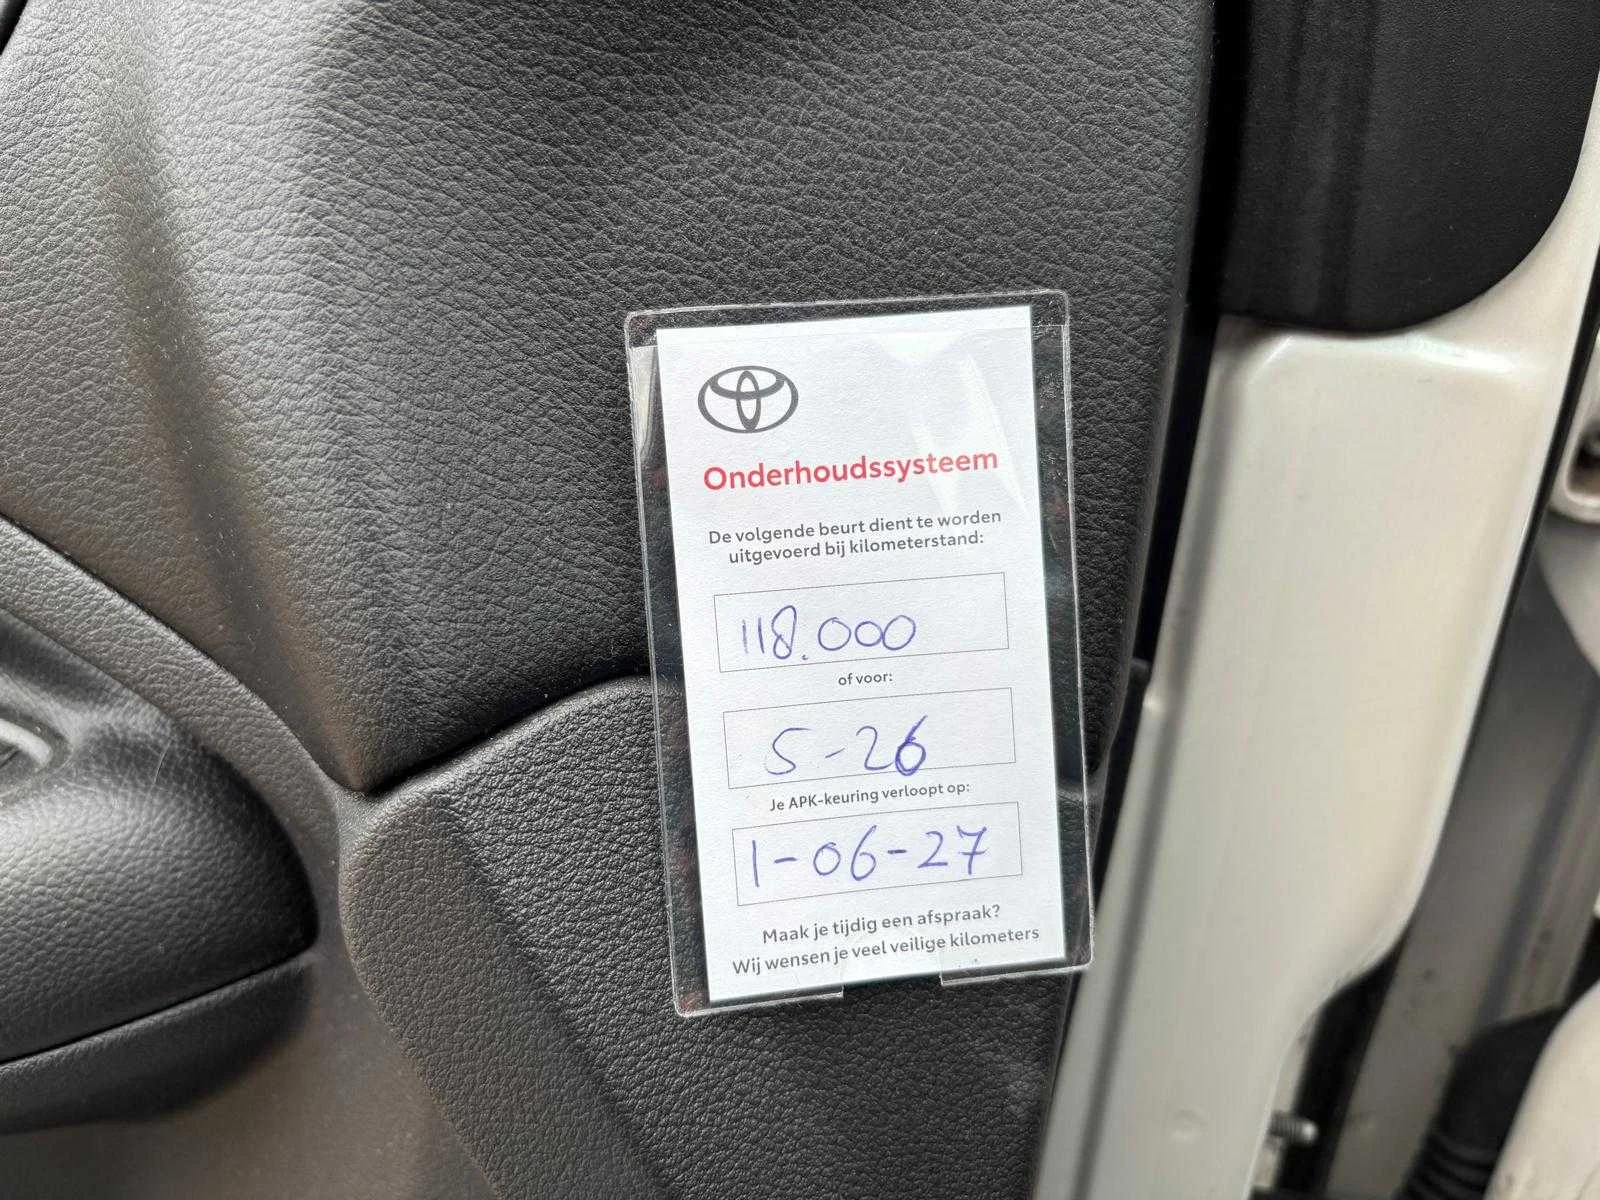 Onderhoudssysteem
De volgende beurt dient te worden
uitgevoerd bij kilometerstand:
118.000
of voor:
5-26
Je APK-keuring verloopt op:
1-06-27
Maak je tijdig een afspraak?
Wij wensen je veel veilige kilometers